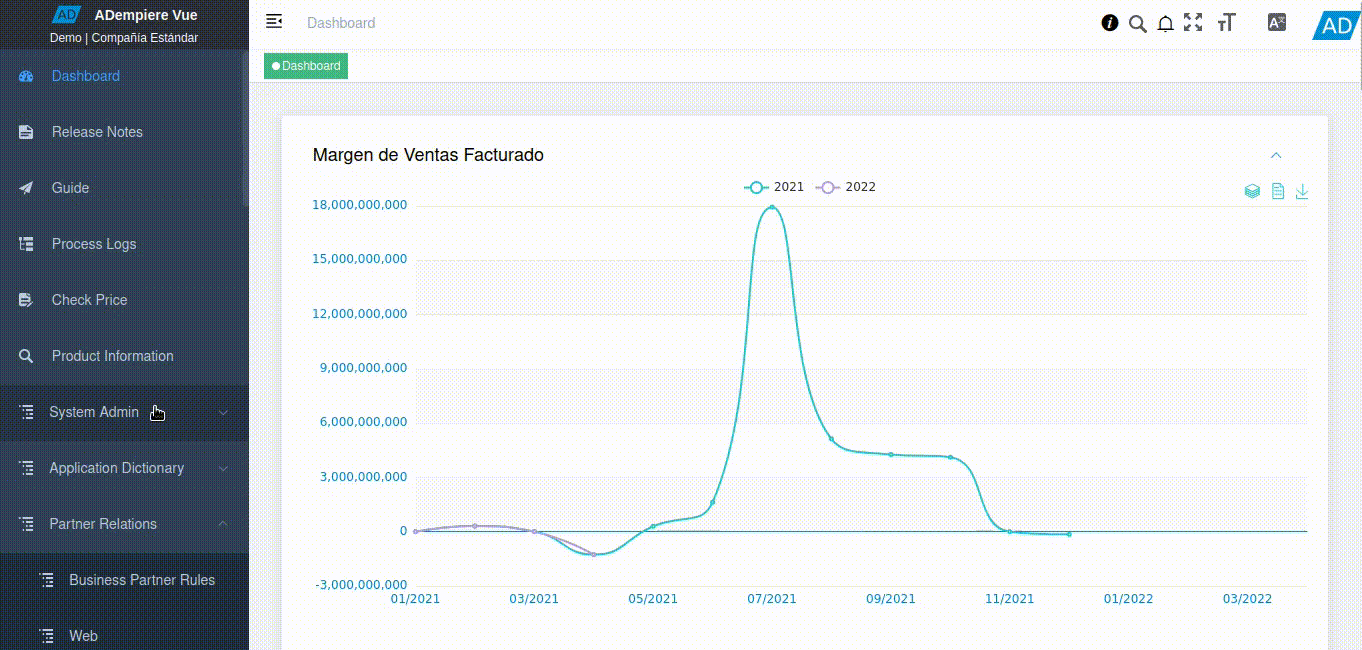 AD ADempiere Vue
Demo | Compañía Estándar
Dashboard
Release Notes
Guide
Process Logs
Check Price
Product Information
System Admin
Application Dictionary
Partner Relations
Business Partner Rules
Web
Dashboard
AD
Dashboard
Margen de Ventas Facturado
2021 2022
18,000,000,000
15,000,000,000
12,000,000,000
9,000,000,000
6,000,000,000
3,000,000,000
0
-3,000,000,000
01/2021 03/2021 05/2021 07/2021 09/2021 11/2021 01/2022 03/2022